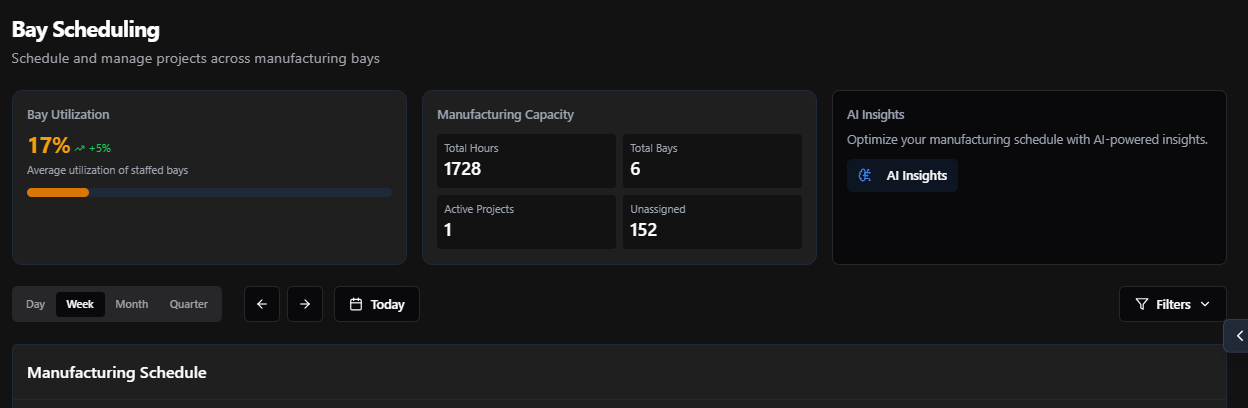 Bay Scheduling
Schedule and manage projects across manufacturing bays
Bay Utilization
17% +5%
Average utilization of staffed bays
Manufacturing Capacity
Total Hours
1728
Total Bays
6
Active Projects
1
Unassigned
152
AI Insights
Optimize your manufacturing schedule with AI-powered insights.
AI Insights
Day Week Month Quarter
Today
Filters
Manufacturing Schedule